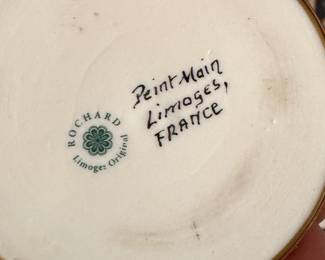 Peint Main
Limoges,
FRANCE
ROCHARD
Limoges Original